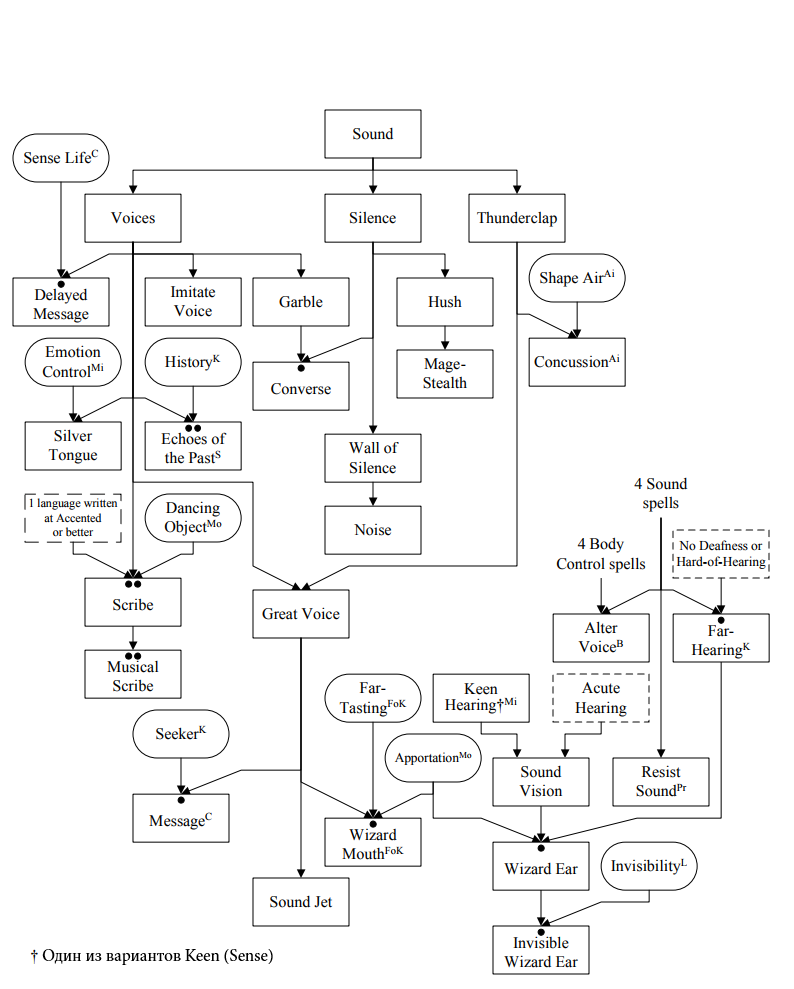 Sound
Sense Life^C
Voices
Silence
Thunderclap
Shape Air^Ai
Delayed
Message
Imitate
Voice
Garble
Hush
Emotion
Control^Mi
History^K
Converse
Mage-
Stealth
Concussion^Ai
Silver
Tongue
Echoes of
the Past^S
Wall of
Silence
4 Sound
spells
1 language written
at Accented
or better
Dancing
Object^Mo
Noise
4 Body
Control spells
No Deafness or
Hard-of-Hearing
Scribe
Great Voice
Alter
Voice^B
Far-
Hearing^K
Musical
Scribe
Far-
Tasting^FoK
Keen
Hearing†^Mi
Acute
Hearing
Seeker^K
Apportation^Mo
Sound
Vision
Resist
Sound^Pr
Message^C
Wizard
Mouth^FoK
Wizard Ear
Invisibility^L
Sound Jet
Invisible
Wizard Ear
† Один из вариантов Keen (Sense)